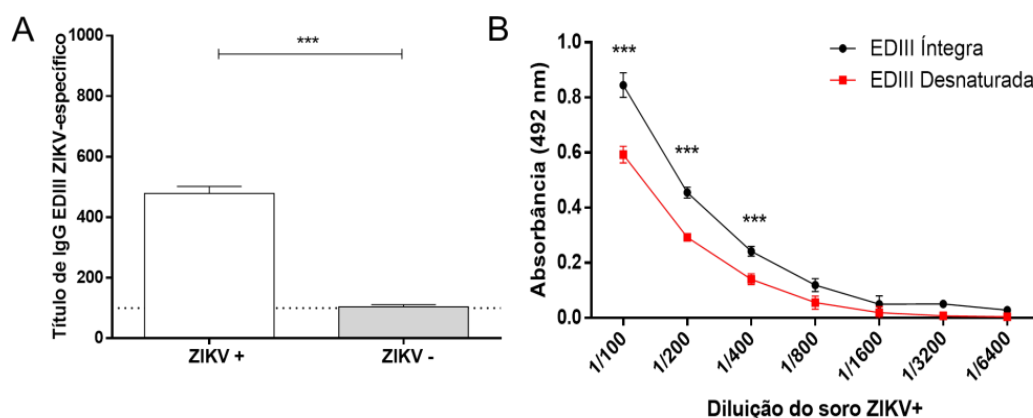 A
Título de IgG EDIII ZIKV-específico
1000
800
600
400
200
0
***
ZIKV +
ZIKV -
B
EDIII Íntegra
EDIII Desnaturada
Absorbância (492 nm)
1.0
0.8
0.6
0.4
0.2
0.0
***
***
***
1/100
1/200
1/400
1/800
1/1600
1/3200
1/6400
Diluição do soro ZIKV+